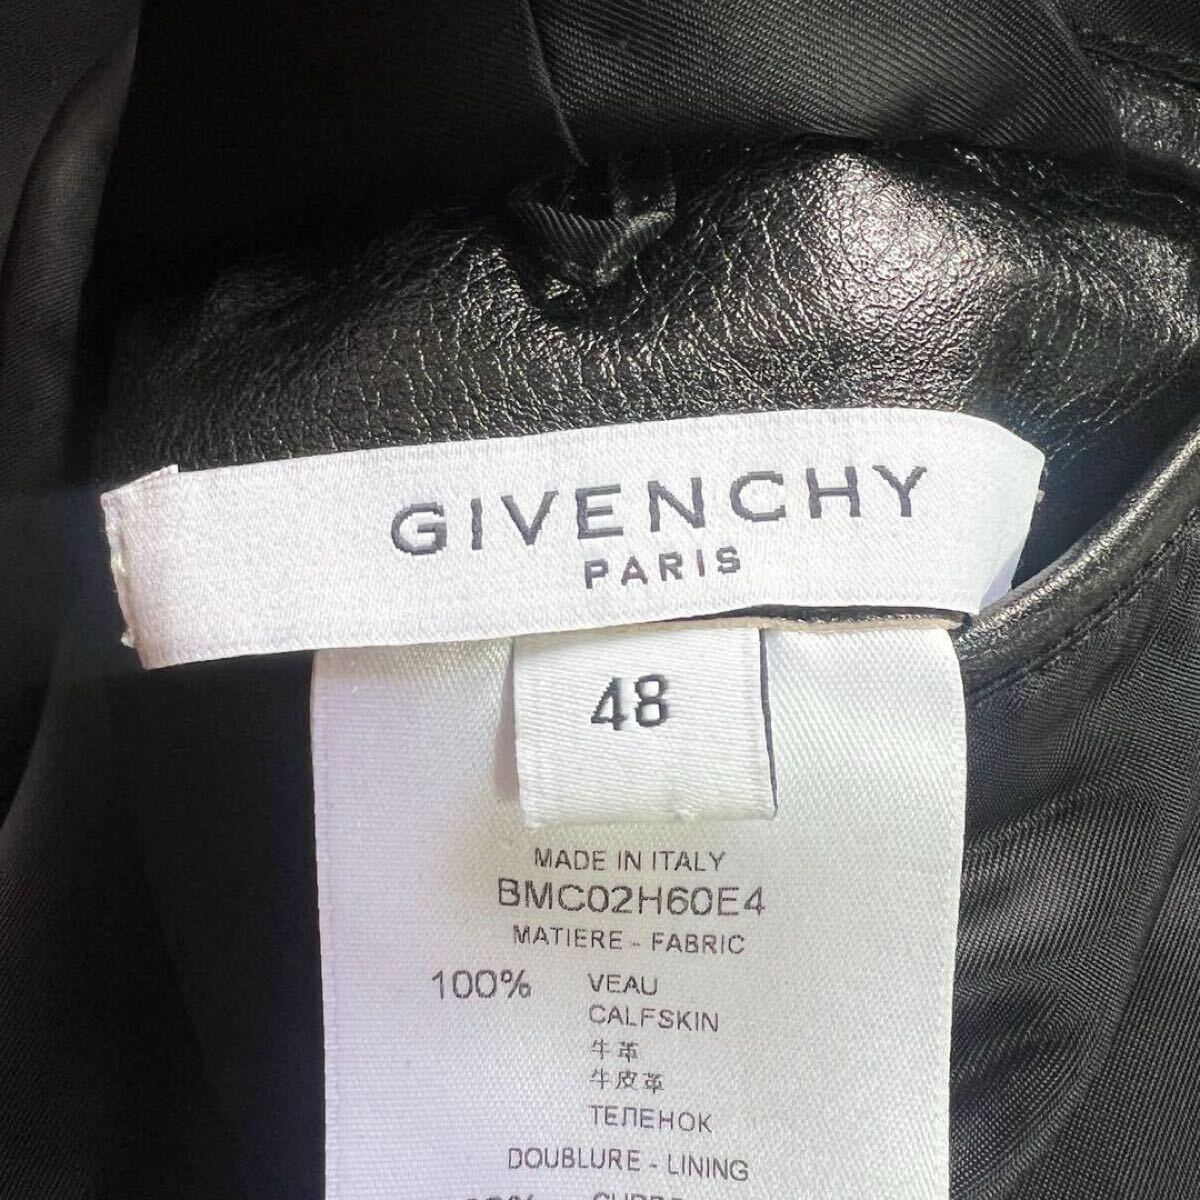 GIVENCHY
PARIS
48
MADE IN ITALY
BMC02H60E4
MATIERE - FABRIC
100% VEAU
CALFSKIN
牛革
牛皮革
ТЕЛЕНОК
DOUBLURE - LINING